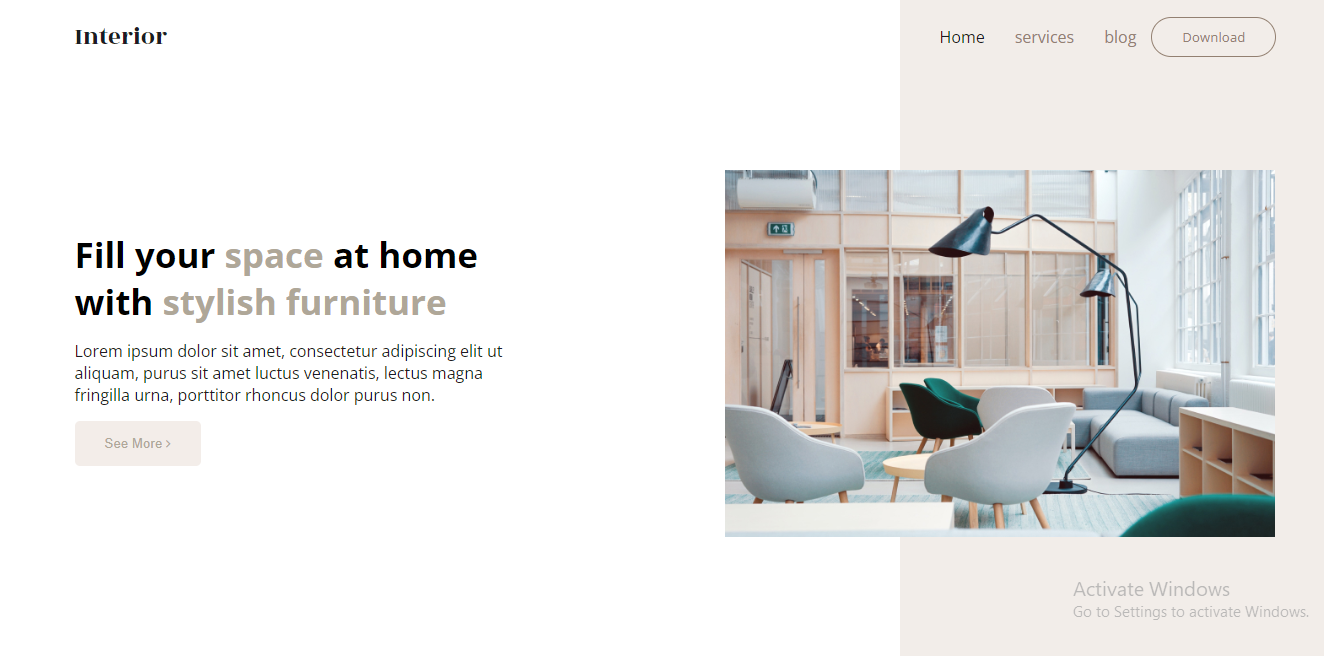 Interior
Home services blog Download
Fill your space at home
with stylish furniture
Lorem ipsum dolor sit amet, consectetur adipiscing elit ut
aliquam, purus sit amet luctus venenatis, lectus magna
fringilla urna, porttitor rhoncus dolor purus non.
See More ›
Activate Windows
Go to Settings to activate Windows.